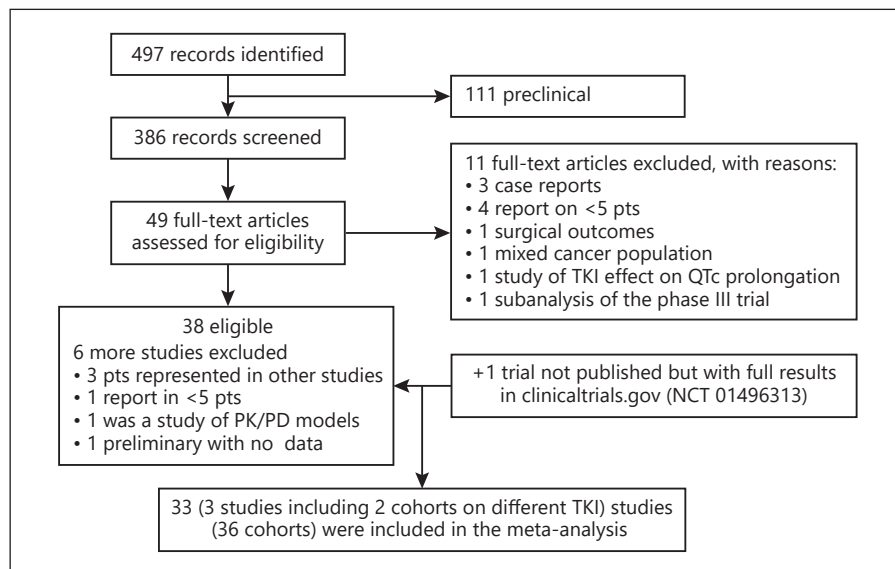 497 records identified
111 preclinical
386 records screened
11 full-text articles excluded, with reasons:
• 3 case reports
• 4 report on <5 pts
• 1 surgical outcomes
• 1 mixed cancer population
• 1 study of TKI effect on QTc prolongation
• 1 subanalysis of the phase III trial
49 full-text articles
assessed for eligibility
38 eligible
6 more studies excluded
• 3 pts represented in other studies
• 1 report in <5 pts
• 1 was a study of PK/PD models
• 1 preliminary with no data
+1 trial not published but with full results
in clinicaltrials.gov (NCT 01496313)
33 (3 studies including 2 cohorts on different TKI) studies
(36 cohorts) were included in the meta-analysis